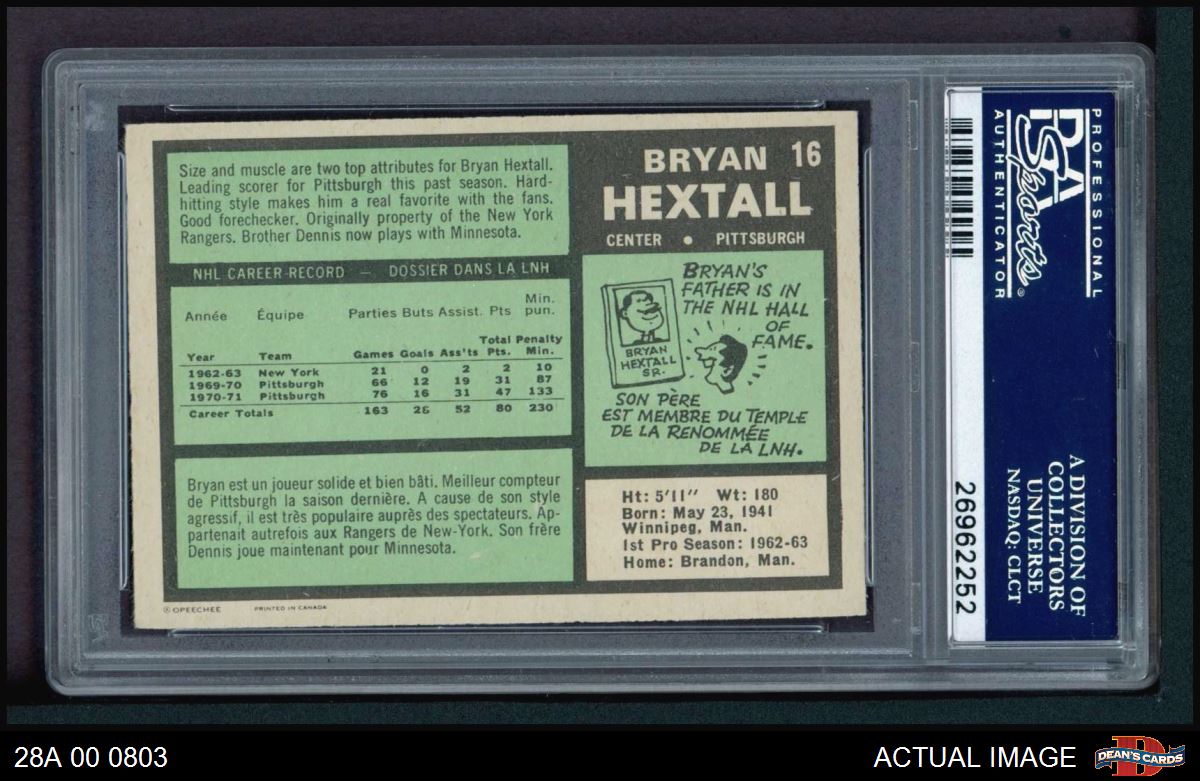 Size and muscle are two top attributes for Bryan Hextall.
Leading scorer for Pittsburgh this past season. Hard-
hitting style makes him a real favorite with the fans.
Good forechecker. Originally property of the New York
Rangers. Brother Dennis now plays with Minnesota.
BRYAN 16
HEXTALL
CENTER • PITTSBURGH
NHL CAREER RECORD — DOSSIER DANS LA LNH
Année Équipe Parties Buts Assist. Pts Min. pun.
Year Team Games Goals Ass'ts Total Pts. Penalty Min.
1962-63 New York 21 0 2 2 10
1969-70 Pittsburgh 66 12 19 31 87
1970-71 Pittsburgh 76 16 31 47 133
Career Totals 163 28 52 80 230
BRYAN'S
FATHER IS IN
THE NHL HALL
OF
FAME.
BRYAN
HEXTALL
SR.
SON PÈRE
EST MEMBRE DU TEMPLE
DE LA RENOMMÉE
DE LA LNH.
Bryan est un joueur solide et bien bâti. Meilleur compteur
de Pittsburgh la saison dernière. A cause de son style
agressif, il est très populaire auprès des spectateurs. Ap-
partenait autrefois aux Rangers de New-York. Son frère
Dennis joue maintenant pour Minnesota.
Ht: 5'11" Wt: 180
Born: May 23, 1941
Winnipeg, Man.
1st Pro Season: 1962-63
Home: Brandon, Man.
© OPEECHEE PRINTED IN CANADA
PROFESSIONAL
PSA
Sports®
AUTHENTICATOR
A DIVISION OF
COLLECTORS
UNIVERSE
NASDAQ: CLCT
26962252
28A 00 0803
ACTUAL IMAGE
D
DEAN'S CARDS